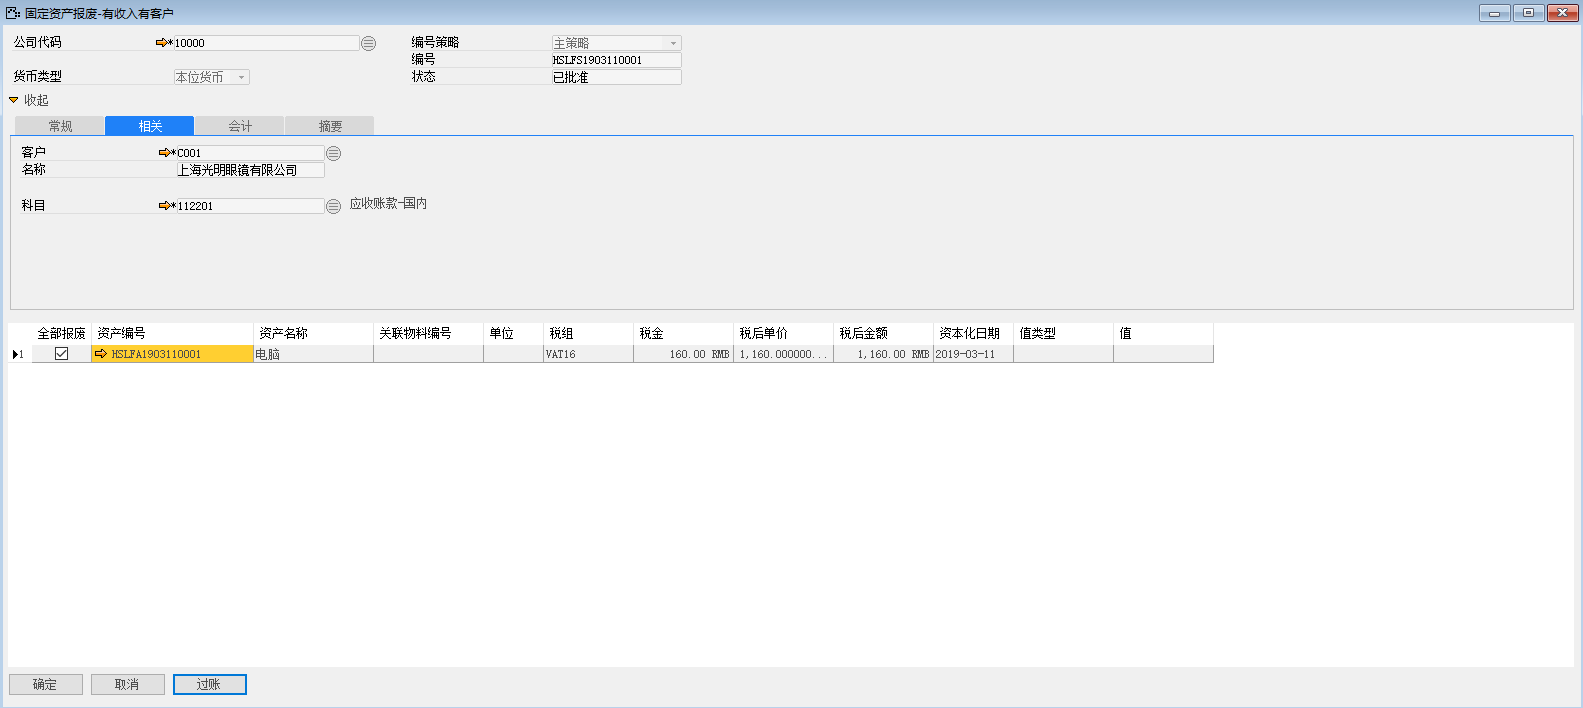 固定资产报废-有收入有客户
公司代码 *10000 编号策略 主策略
编号 HSLFS1903110001
货币类型 本位货币 状态 已批准
收起
常规 相关 会计 摘要
客户 *C001
名称 上海光明眼镜有限公司
科目 *112201 应收账款-国内
全部报废 资产编号 资产名称 关联物料编号 单位 税组 税金 税后单价 税后金额 资本化日期 值类型 值
1 HSLFA1903110001 电脑 VAT16 160.00 RMB 1,160.000000... 1,160.00 RMB 2019-03-11
确定 取消 过账